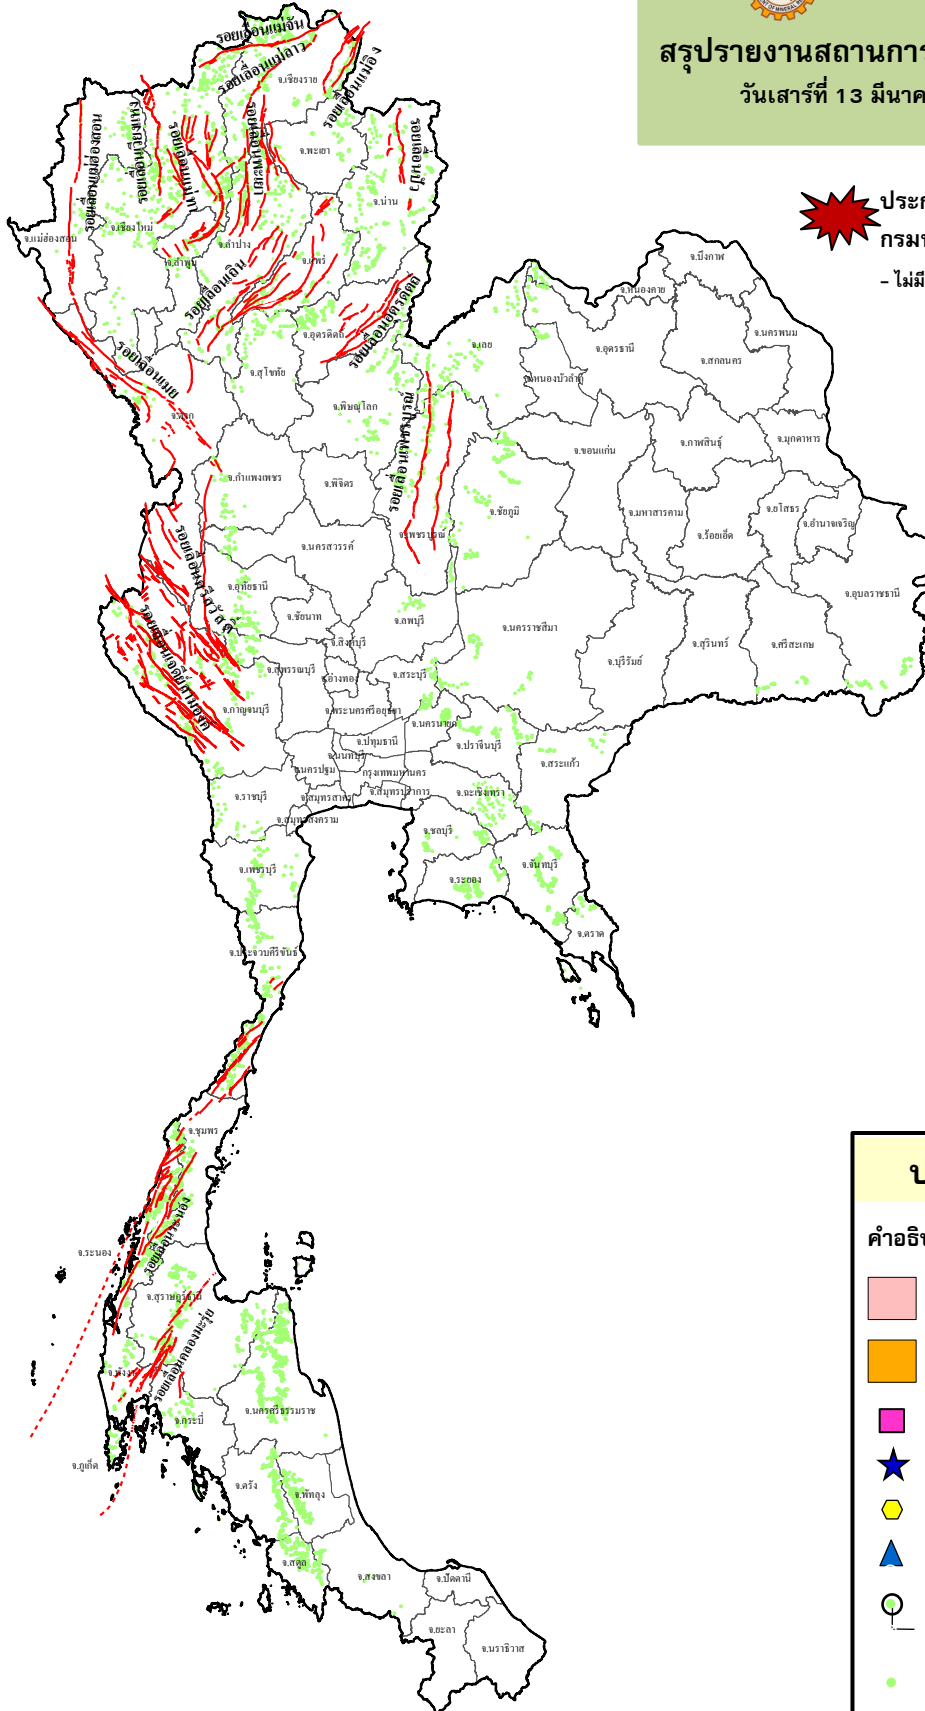 สรุปรายงานสถานการ
วันเสาร์ที่ 13 มีนาค
กรมท
- ไม่มี
รอยเลื่อนแม่จัน
รอยเลื่อนแม่ลาว
จ.เชียงราย
รอยเลื่อนแม่อิง
รอยเลื่อนแม่ฮ่องสอน
รอยเลื่อนแม่ทา
รอยเลื่อนพะเยา
รอยเลื่อนปัว
จ.พะเยา
จ.น่าน
จ.แม่ฮ่องสอน
จ.เชียงใหม่
จ.ลำปาง
จ.ลำพูน
จ.แพร่
จ.บึงกาฬ
รอยเลื่อนเถิน
รอยเลื่อนอุตรดิตถ์
จ.หนองคาย
จ.นครพนม
จ.อุตรดิตถ์
จ.เลย
จ.อุดรธานี
จ.สกลนคร
รอยเลื่อนเมย
จ.สุโขทัย
จ.หนองบัวลำภู
จ.ตาก
จ.พิษณุโลก
รอยเลื่อนเพชรบูรณ์
จ.ขอนแก่น
จ.กาฬสินธุ์
จ.มุกดาหาร
จ.กำแพงเพชร
จ.พิจิตร
จ.ชัยภูมิ
จ.มหาสารคาม
จ.ยโสธร
จ.อำนาจเจริญ
จ.เพชรบูรณ์
จ.ร้อยเอ็ด
รอยเลื่อนศรีสวัสดิ์
จ.นครสวรรค์
จ.อุทัยธานี
จ.อุบลราชธานี
จ.ชัยนาท
จ.ลพบุรี
จ.นครราชสีมา
รอยเลื่อนเจดีย์สามองค์
จ.สิงห์บุรี
จ.บุรีรัมย์
จ.สุรินทร์
จ.ศรีสะเกษ
จ.สุพรรณบุรี
จ.อ่างทอง
จ.สระบุรี
จ.กาญจนบุรี
จ.พระนครศรีอยุธยา
จ.นครนายก
จ.ปทุมธานี
จ.ปราจีนบุรี
จ.นนทบุรี
จ.สระแก้ว
จ.นครปฐม
กรุงเทพมหานคร
จ.ราชบุรี
จ.สมุทรสาคร
จ.สมุทรปราการ
จ.ฉะเชิงเทรา
จ.สมุทรสงคราม
จ.ชลบุรี
จ.เพชรบุรี
จ.จันทบุรี
จ.ระยอง
จ.ตราด
จ.ประจวบคีรีขันธ์
จ.ชุมพร
รอยเลื่อนระนอง
จ.ระนอง
จ.สุราษฎร์ธานี
รอยเลื่อนคลองมะรุ่ย
จ.พังงา
จ.กระบี่
จ.นครศรีธรรมราช
จ.ภูเก็ต
จ.ตรัง
จ.พัทลุง
จ.สตูล
จ.สงขลา
จ.ปัตตานี
จ.ยะลา
จ.นราธิวาส
คำอธิบ